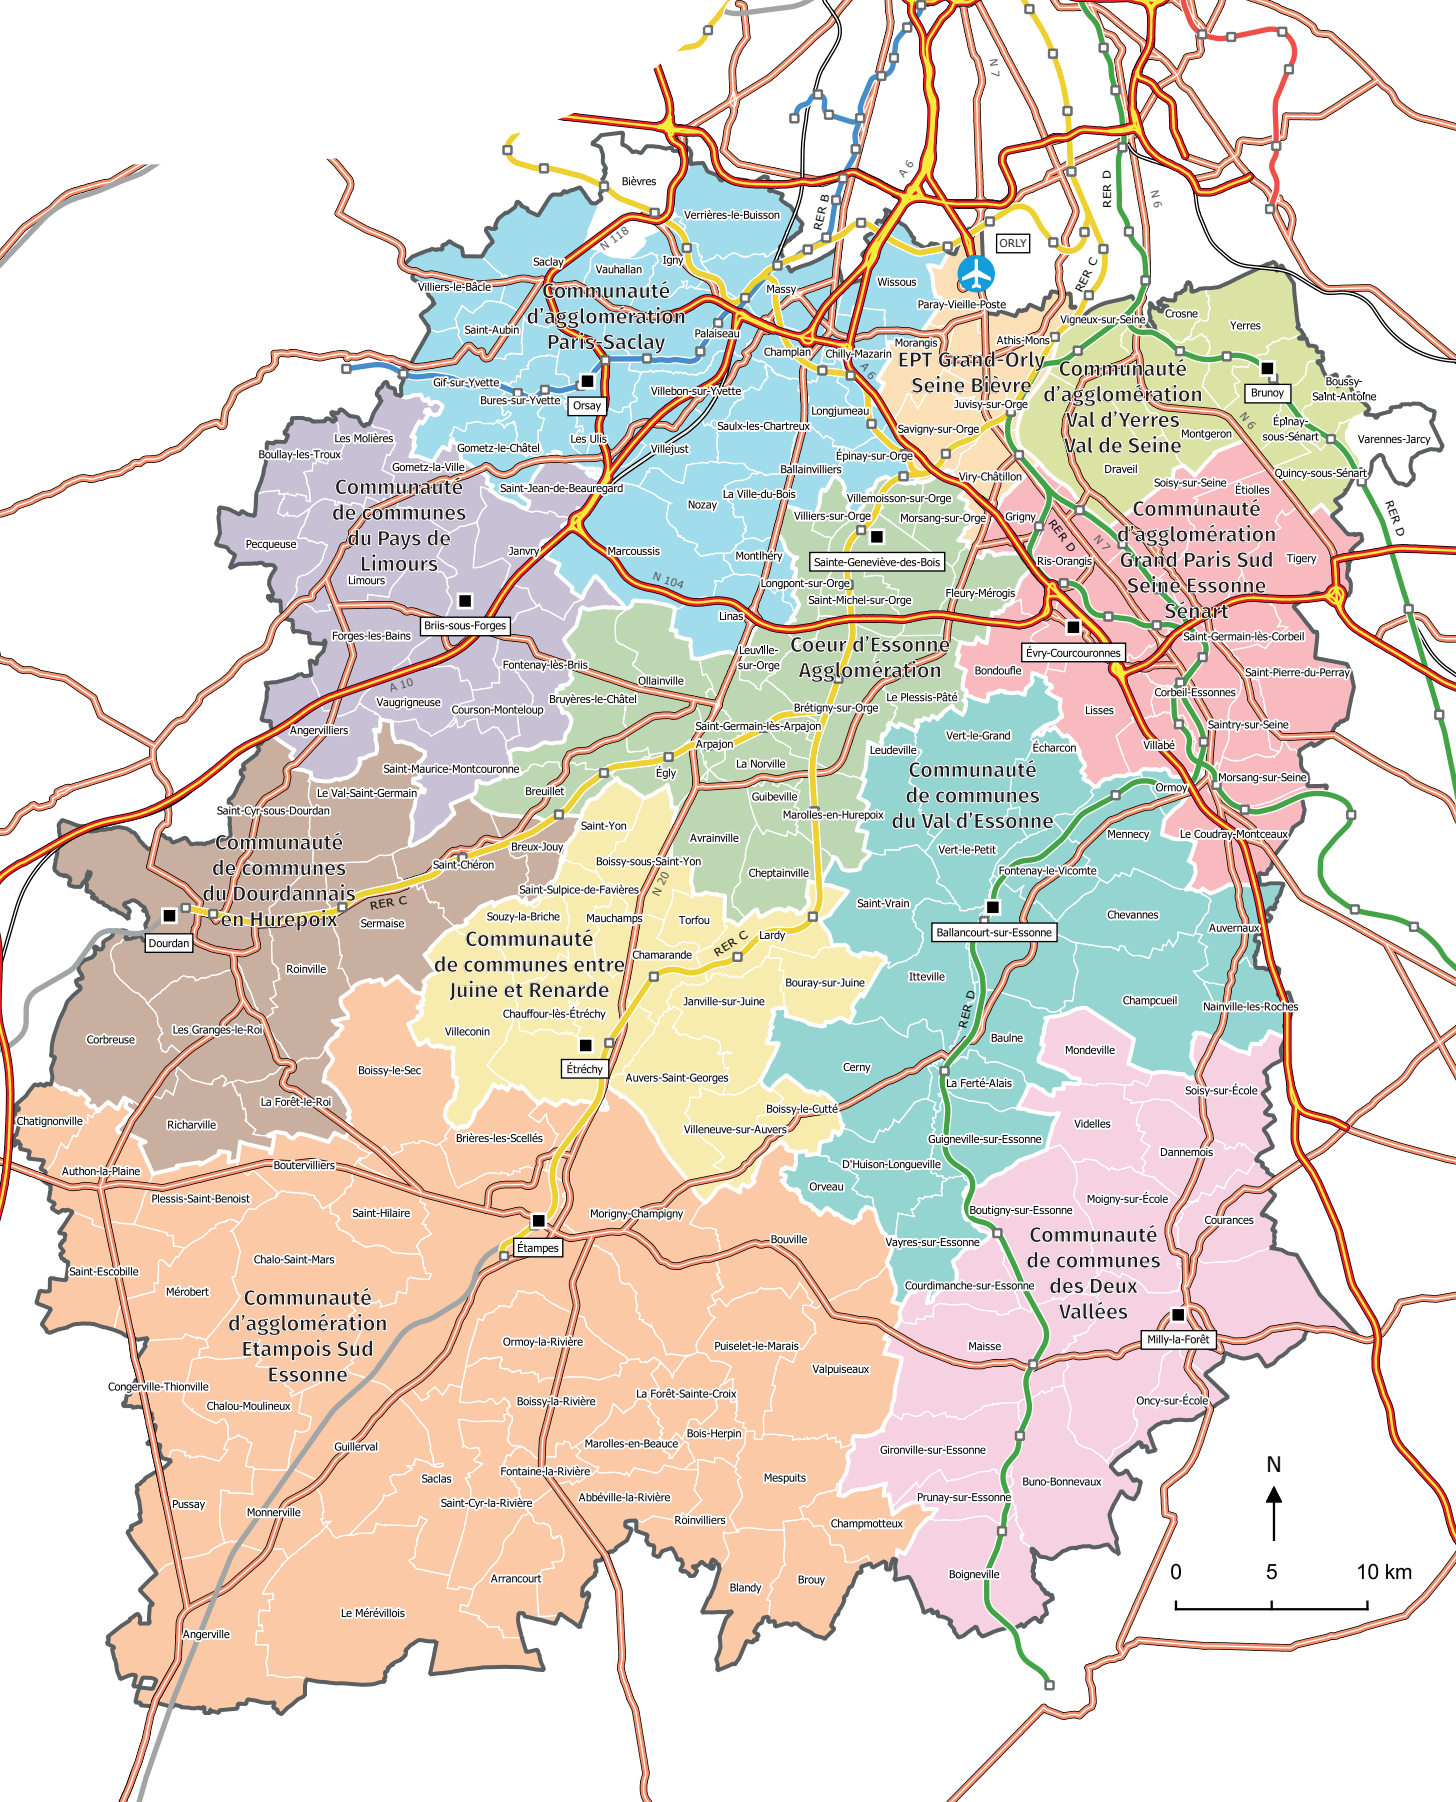 N 7
A 6
Bièvres
RER D
N 6
Verrières-le-Buisson
RER B
N 118
ORLY
Saclay
Igny
Vauhallan
RER C
Villiers-le-Bâcle
Massy
Wissous
Communauté
d'agglomération
Paris-Saclay
Paray-Vieille-Poste
Saint-Aubin
Palaiseau
Vigneux-sur-Seine
Crosne
Yerres
Champlan
Chilly-Mazarin
Morangis
Athis-Mons
EPT Grand-Orly
Seine Bièvre
A 6
Gif-sur-Yvette
Bures-sur-Yvette
Orsay
Villebon-sur-Yvette
Communauté
d'agglomération
Val d'Yerres
Val de Seine
Brunoy
Boussy-
Saint-Antoine
Longjumeau
Juvisy-sur-Orge
N 6
Épinay-
sous-Sénart
Varennes-Jarcy
Les Molières
Les Ulis
Saulx-les-Chartreux
Savigny-sur-Orge
Montgeron
Boullay-les-Troux
Gometz-le-Châtel
Villejust
Épinay-sur-Orge
Gometz-la-Ville
Ballainvilliers
Draveil
Quincy-sous-Sénart
Viry-Châtillon
Soisy-sur-Seine
Étiolles
Communauté
de communes
du Pays de
Limours
Saint-Jean-de-Beauregard
La Ville-du-Bois
Nozay
Villemoisson-sur-Orge
Villiers-sur-Orge
Morsang-sur-Orge
Grigny
RER D
N 7
RER D
Communauté
d'agglomération
Grand Paris Sud
Seine Essonne
Sénart
Pecqueuse
Janvry
Marcoussis
Montlhéry
Sainte-Geneviève-des-Bois
Ris-Orangis
Tigery
Limours
N 104
Longpont-sur-Orge
Saint-Michel-sur-Orge
Fleury-Mérogis
Briis-sous-Forges
Linas
Forges-les-Bains
Coeur d'Essonne
Agglomération
Évry-Courcouronnes
Saint-Germain-lès-Corbeil
Leuville-
sur-Orge
Fontenay-lès-Briis
Bondoufle
Saint-Pierre-du-Perray
A 10
Ollainville
Vaugrigneuse
Courson-Monteloup
Bruyères-le-Châtel
Le Plessis-Pâté
Brétigny-sur-Orge
Corbeil-Essonnes
Lisses
Angervilliers
Saint-Germain-lès-Arpajon
Saintry-sur-Seine
Arpajon
Leudeville
Vert-le-Grand
Écharcon
Villabé
Saint-Maurice-Montcouronne
Égly
La Norville
Communauté
de communes
du Val d'Essonne
Morsang-sur-Seine
Ormoy
Le Val-Saint-Germain
Breuillet
Guibeville
Saint-Cyr-sous-Dourdan
Marolles-en-Hurepoix
Saint-Yon
Avrainville
Mennecy
Le Coudray-Montceaux
Communauté
de communes
du Dourdannais
en Hurepoix
Breux-Jouy
Vert-le-Petit
Saint-Chéron
Boissy-sous-Saint-Yon
Cheptainville
Fontenay-le-Vicomte
N 20
Saint-Sulpice-de-Favières
RER C
Saint-Vrain
Dourdan
Sermaise
Souzy-la-Briche
Mauchamps
Torfou
Chevannes
Auvernaux
Ballancourt-sur-Essonne
Communauté
de communes entre
Juine et Renarde
RER C
Lardy
Chamarande
Roinville
Itteville
Bouray-sur-Juine
Janville-sur-Juine
Champcueil
Nainville-les-Roches
Chauffour-lès-Étréchy
RER D
Les Granges-le-Roi
Villeconin
Corbreuse
Baulne
Mondeville
Boissy-le-Sec
Étréchy
Cerny
Auvers-Saint-Georges
La Ferté-Alais
Soisy-sur-École
La Forêt-le-Roi
Boissy-le-Cutté
Chatignonville
Richarville
Videlles
Villeneuve-sur-Auvers
Brières-les-Scellés
Guigneville-sur-Essonne
Dannemois
Boutervilliers
D'Huison-Longueville
Authon-la-Plaine
Orveau
Plessis-Saint-Benoist
Moigny-sur-École
Saint-Hilaire
Morigny-Champigny
Boutigny-sur-Essonne
Courances
Étampes
Bouville
Vayres-sur-Essonne
Communauté
de communes
des Deux
Vallées
Chalo-Saint-Mars
Saint-Escobille
Mérobert
Courdimanche-sur-Essonne
Communauté
d'agglomération
Etampois Sud
Essonne
Milly-la-Forêt
Ormoy-la-Rivière
Puiselet-le-Marais
Maisse
Valpuiseaux
Congerville-Thionville
La Forêt-Sainte-Croix
Chalou-Moulineux
Boissy-la-Rivière
Oncy-sur-École
Bois-Herpin
Guillerval
Marolles-en-Beauce
Gironville-sur-Essonne
Fontaine-la-Rivière
Saclas
Mespuits
Buno-Bonnevaux
N
Pussay
Saint-Cyr-la-Rivière
Abbéville-la-Rivière
Prunay-sur-Essonne
Monnerville
Roinvilliers
Champmotteux
Arrancourt
Blandy
Brouy
Boigneville
0 5 10 km
Le Mérévillois
Angerville